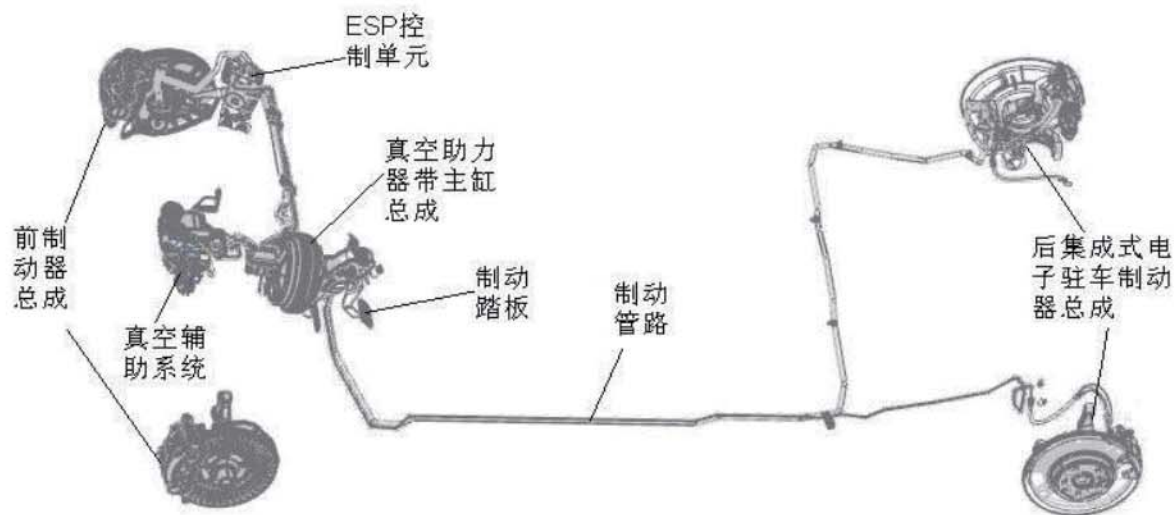 ESP控
制单元
真空助力
器带主缸
总成
前制
动器
总成
真空辅
助系统
制动
踏板
制动
管路
后集成式电
子驻车制动
器总成